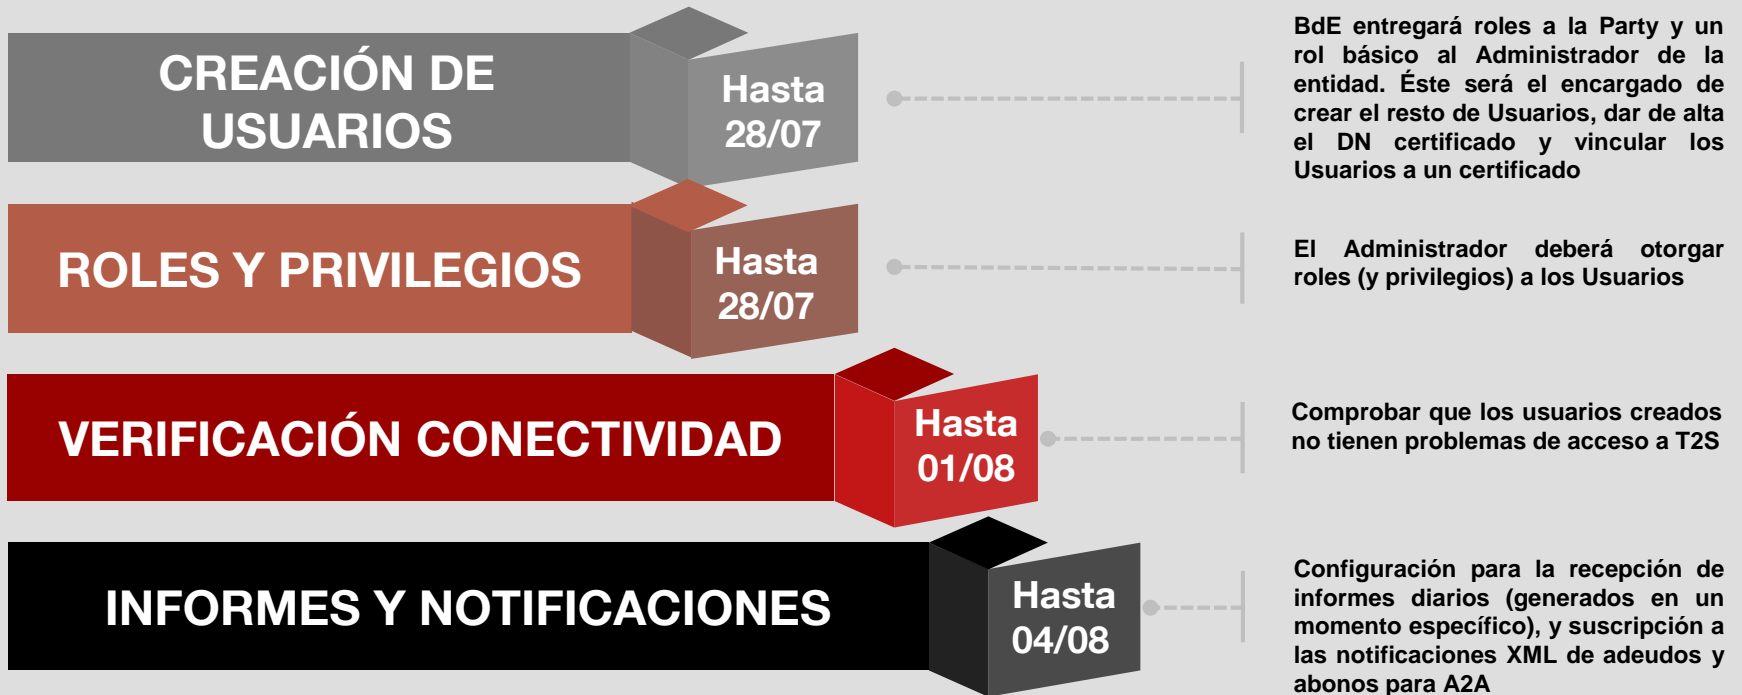 CREACIÓN DE
USUARIOS
Hasta
28/07
BdE entregará roles a la Party y un
rol básico al Administrador de la
entidad. Éste será el encargado de
crear el resto de Usuarios, dar de alta
el DN certificado y vincular los
Usuarios a un certificado
ROLES Y PRIVILEGIOS
Hasta
28/07
El Administrador deberá otorgar
roles (y privilegios) a los Usuarios
VERIFICACIÓN CONECTIVIDAD
Hasta
01/08
Comprobar que los usuarios creados
no tienen problemas de acceso a T2S
INFORMES Y NOTIFICACIONES
Hasta
04/08
Configuración para la recepción de
informes diarios (generados en un
momento específico), y suscripción a
las notificaciones XML de adeudos y
abonos para A2A